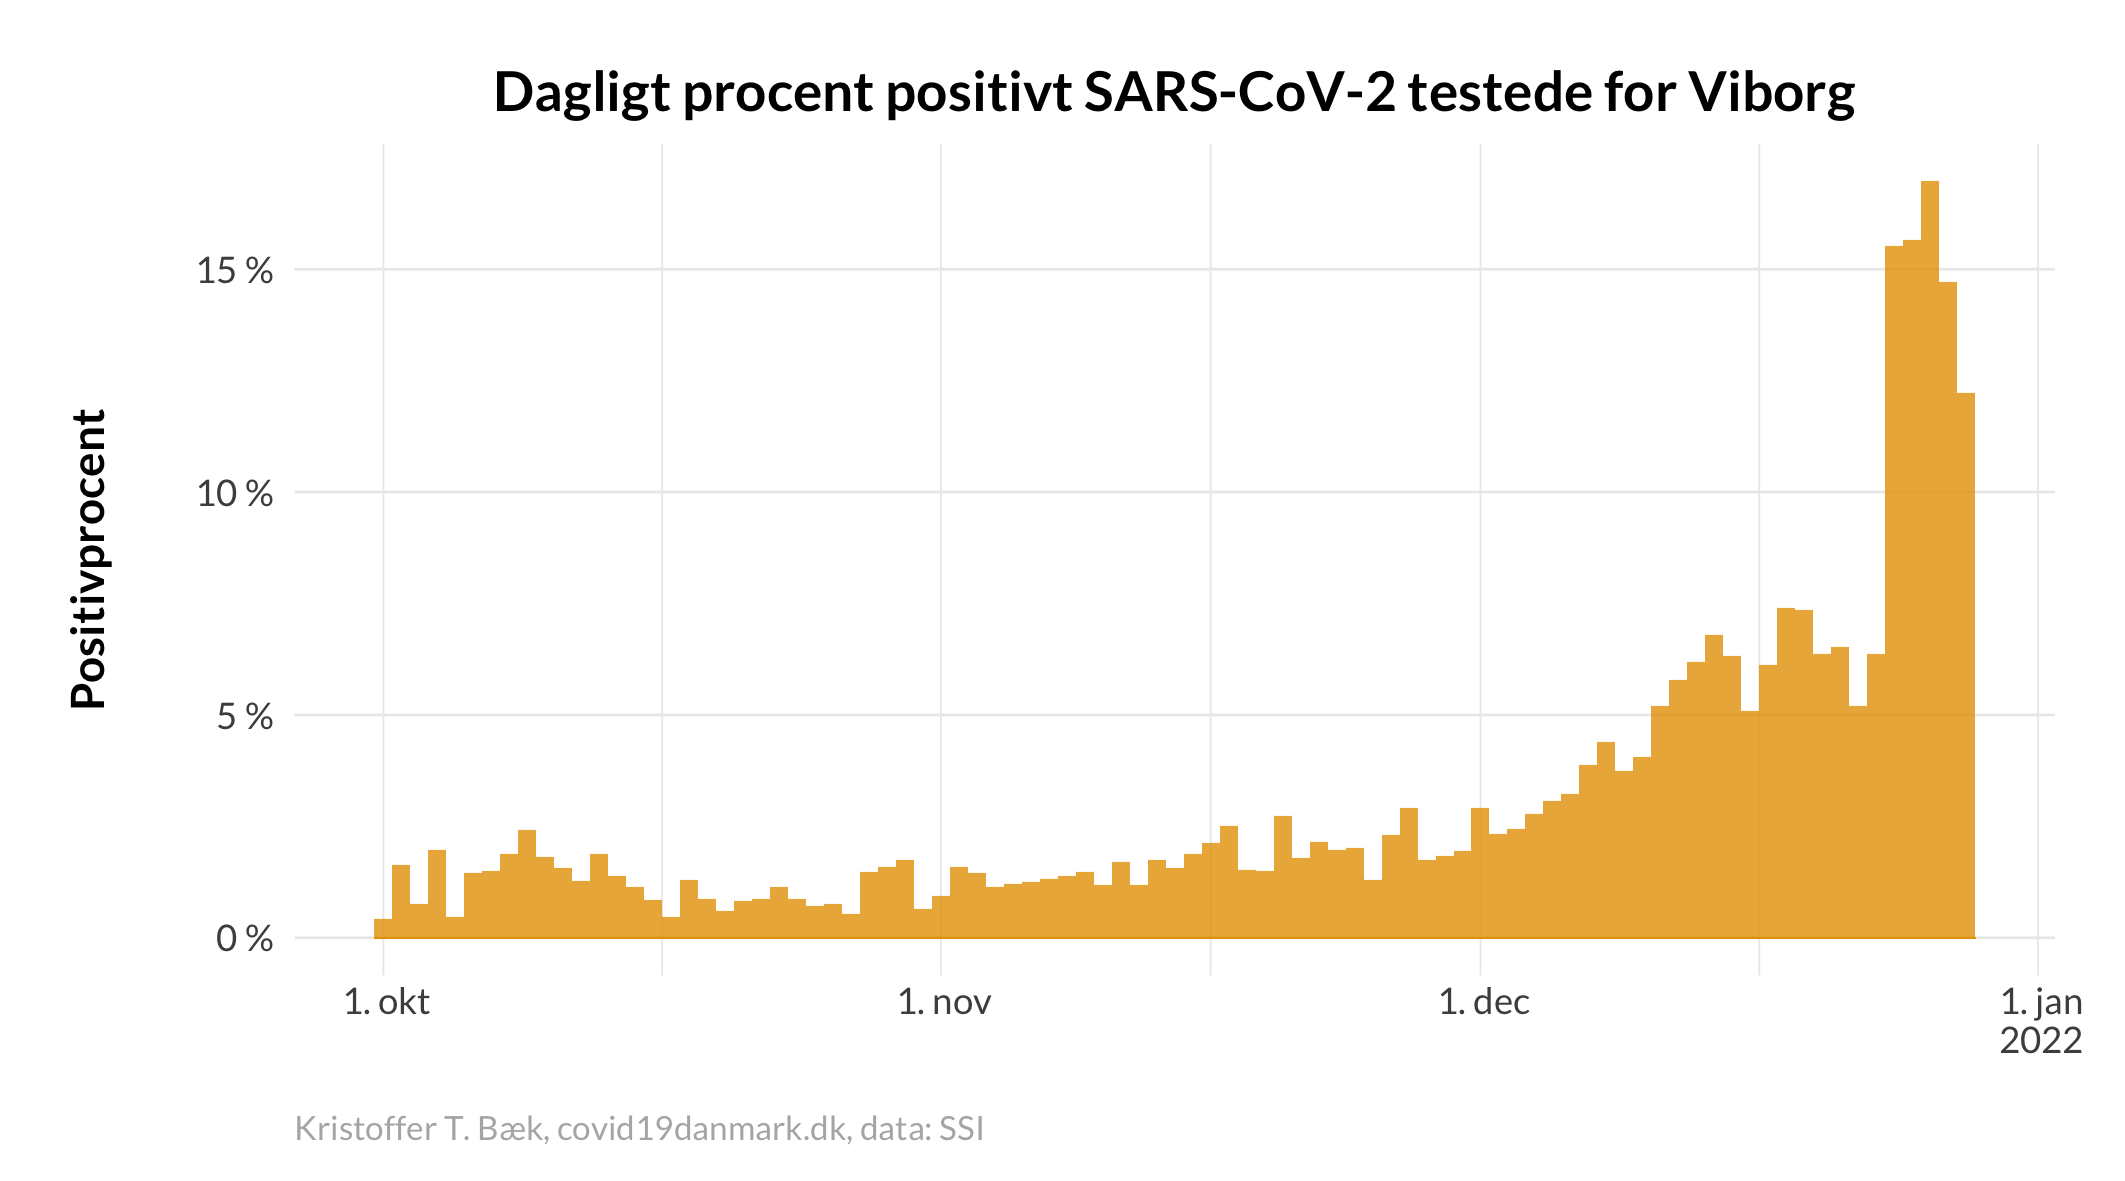 Dagligt procent positivt SARS-CoV-2 testede for Viborg
Positivprocent
15 %
10 %
5 %
0 %
1. okt
1. nov
1. dec
1. jan
2022
Kristoffer T. Bæk, covid19danmark.dk, data: SSI